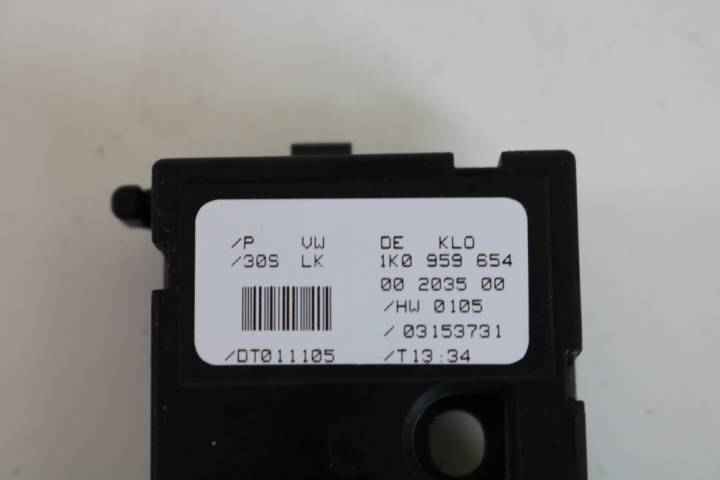 /P VW DE KLO
/30S LK 1K0 959 654
00 2035 00
/HW 0105
/03153731
/DT011105 /T13:34